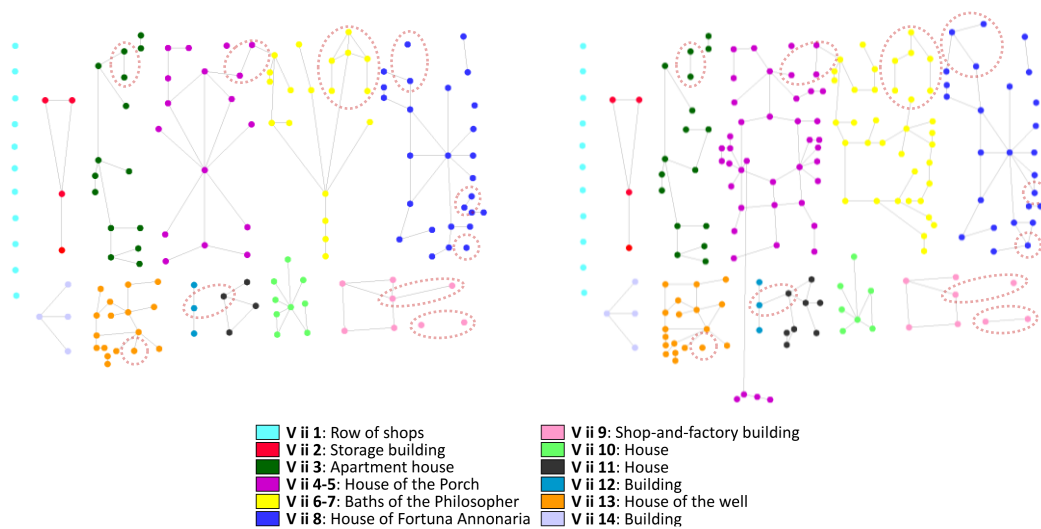 V ii 1: Row of shops
V ii 2: Storage building
V ii 3: Apartment house
V ii 4-5: House of the Porch
V ii 6-7: Baths of the Philosopher
V ii 8: House of Fortuna Annonaria
V ii 9: Shop-and-factory building
V ii 10: House
V ii 11: House
V ii 12: Building
V ii 13: House of the well
V ii 14: Building